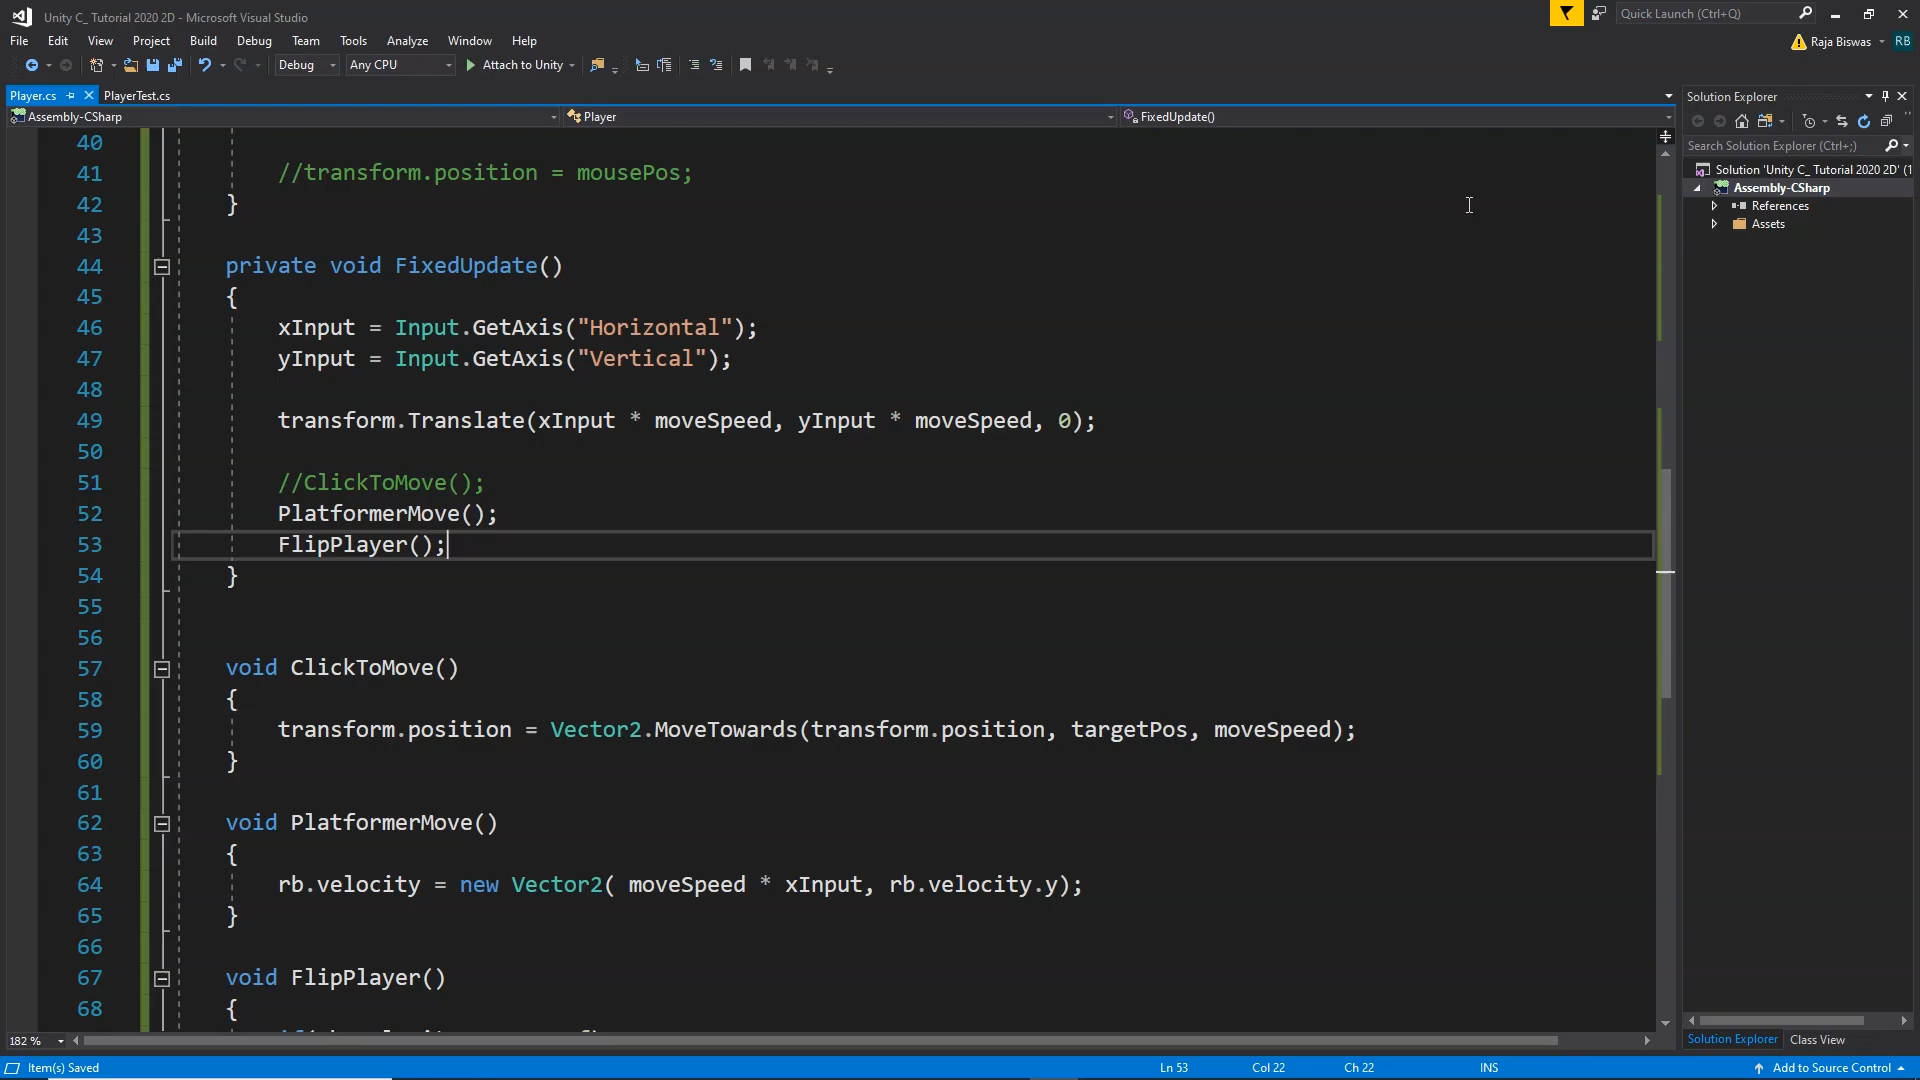 Unity C_ Tutorial 2020 2D - Microsoft Visual Studio
Quick Launch (Ctrl+Q)
File Edit View Project Build Debug Team Tools Analyze Window Help
Raja Biswas RB
Debug Any CPU Attach to Unity
Player.cs PlayerTest.cs
Assembly-CSharp Player FixedUpdate()
40
41 //transform.position = mousePos;
42 }
43
44 private void FixedUpdate()
45 {
46 xInput = Input.GetAxis("Horizontal");
47 yInput = Input.GetAxis("Vertical");
48
49 transform.Translate(xInput * moveSpeed, yInput * moveSpeed, 0);
50
51 //ClickToMove();
52 PlatformerMove();
53 FlipPlayer();
54 }
55
56
57 void ClickToMove()
58 {
59 transform.position = Vector2.MoveTowards(transform.position, targetPos, moveSpeed);
60 }
61
62 void PlatformerMove()
63 {
64 rb.velocity = new Vector2( moveSpeed * xInput, rb.velocity.y);
65 }
66
67 void FlipPlayer()
68 {
182 %
Solution Explorer
Search Solution Explorer (Ctrl+;)
Solution 'Unity C_ Tutorial 2020 2D' (1
Assembly-CSharp
References
Assets
Solution Explorer Class View
Item(s) Saved Ln 53 Col 22 Ch 22 INS Add to Source Control